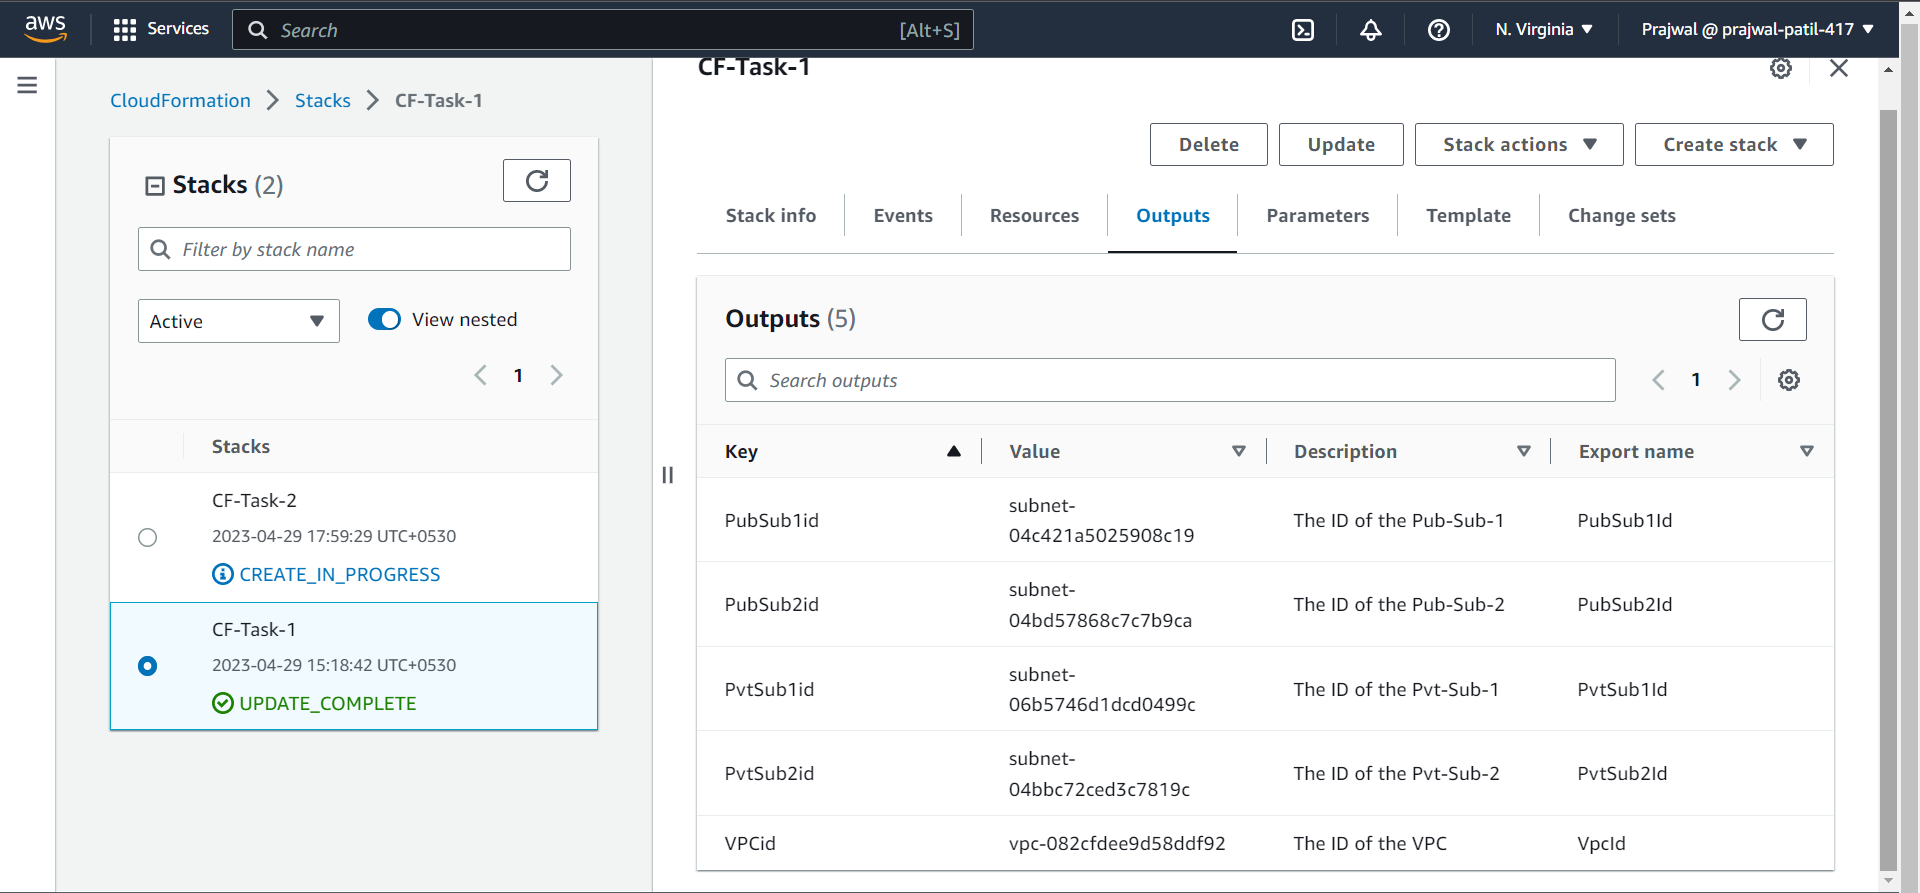 aws
Services
Search
[Alt+S]
N. Virginia
Prajwal @ prajwal-patil-417
CloudFormation
Stacks
CF-Task-1
Stacks (2)
Filter by stack name
Active
View nested
1
Stacks
CF-Task-2
2023-04-29 17:59:29 UTC+0530
CREATE_IN_PROGRESS
CF-Task-1
2023-04-29 15:18:42 UTC+0530
UPDATE_COMPLETE
CF-Task-1
Delete
Update
Stack actions
Create stack
Stack info
Events
Resources
Outputs
Parameters
Template
Change sets
Outputs (5)
Search outputs
1
Key
Value
Description
Export name
PubSub1id
subnet-
04c421a5025908c19
The ID of the Pub-Sub-1
PubSub1Id
PubSub2id
subnet-
04bd57868c7c7b9ca
The ID of the Pub-Sub-2
PubSub2Id
PvtSub1id
subnet-
06b5746d1dcd0499c
The ID of the Pvt-Sub-1
PvtSub1Id
PvtSub2id
subnet-
04bbc72ced3c7819c
The ID of the Pvt-Sub-2
PvtSub2Id
VPCid
vpc-082cfdee9d58ddf92
The ID of the VPC
VpcId